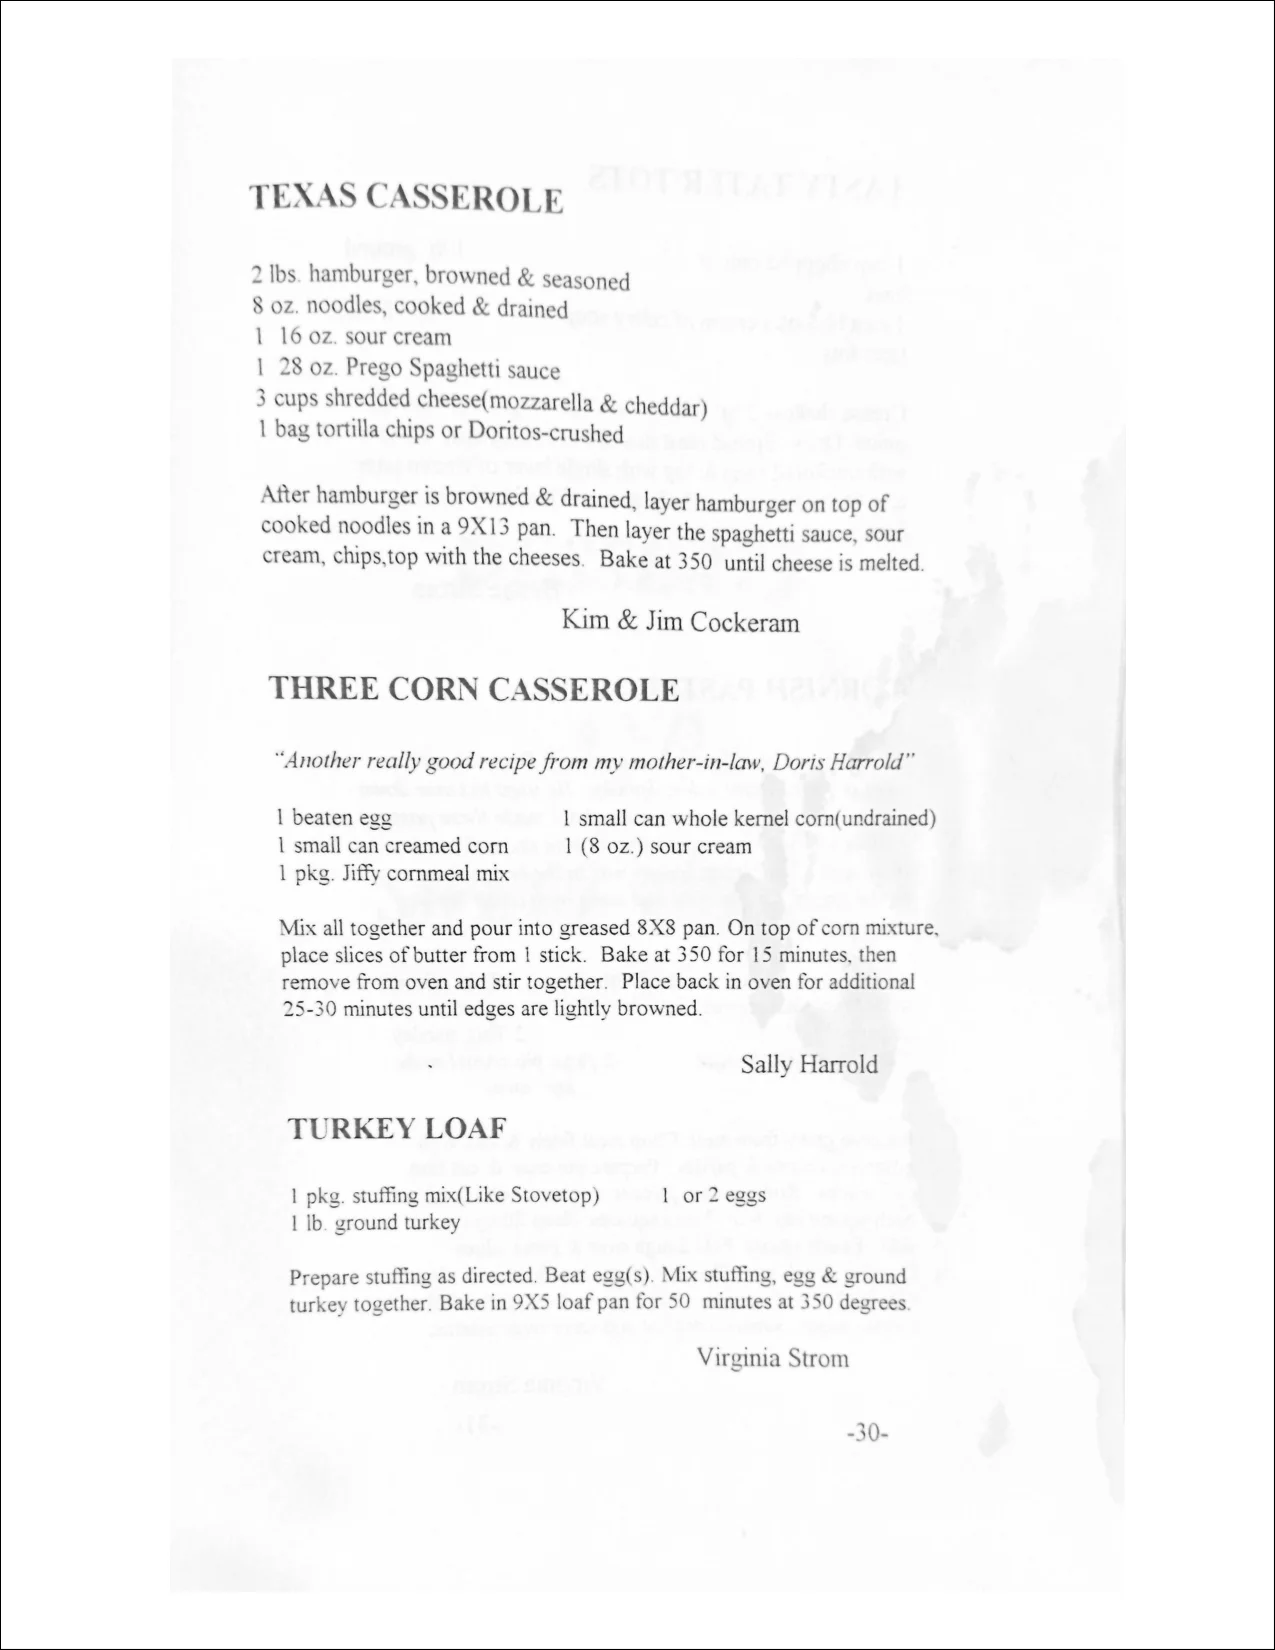 TEXAS CASSEROLE
2 lbs. hamburger, browned & seasoned
8 oz. noodles, cooked & drained
1 16 oz. sour cream
1 28 oz. Prego Spaghetti sauce
3 cups shredded cheese(mozzarella & cheddar)
1 bag tortilla chips or Doritos-crushed
After hamburger is browned & drained, layer hamburger on top of
cooked noodles in a 9X13 pan. Then layer the spaghetti sauce, sour
cream, chips,top with the cheeses. Bake at 350 until cheese is melted.
Kim & Jim Cockeram
THREE CORN CASSEROLE
"Another really good recipe from my mother-in-law, Doris Harrold"
1 beaten egg 1 small can whole kernel corn(undrained)
1 small can creamed corn 1 (8 oz.) sour cream
1 pkg. Jiffy cornmeal mix
Mix all together and pour into greased 8X8 pan. On top of corn mixture,
place slices of butter from 1 stick. Bake at 350 for 15 minutes, then
remove from oven and stir together. Place back in oven for additional
25-30 minutes until edges are lightly browned.
Sally Harrold
TURKEY LOAF
1 pkg. stuffing mix(Like Stovetop) 1 or 2 eggs
1 lb. ground turkey
Prepare stuffing as directed. Beat egg(s). Mix stuffing, egg & ground
turkey together. Bake in 9X5 loaf pan for 50 minutes at 350 degrees.
Virginia Strom
-30-